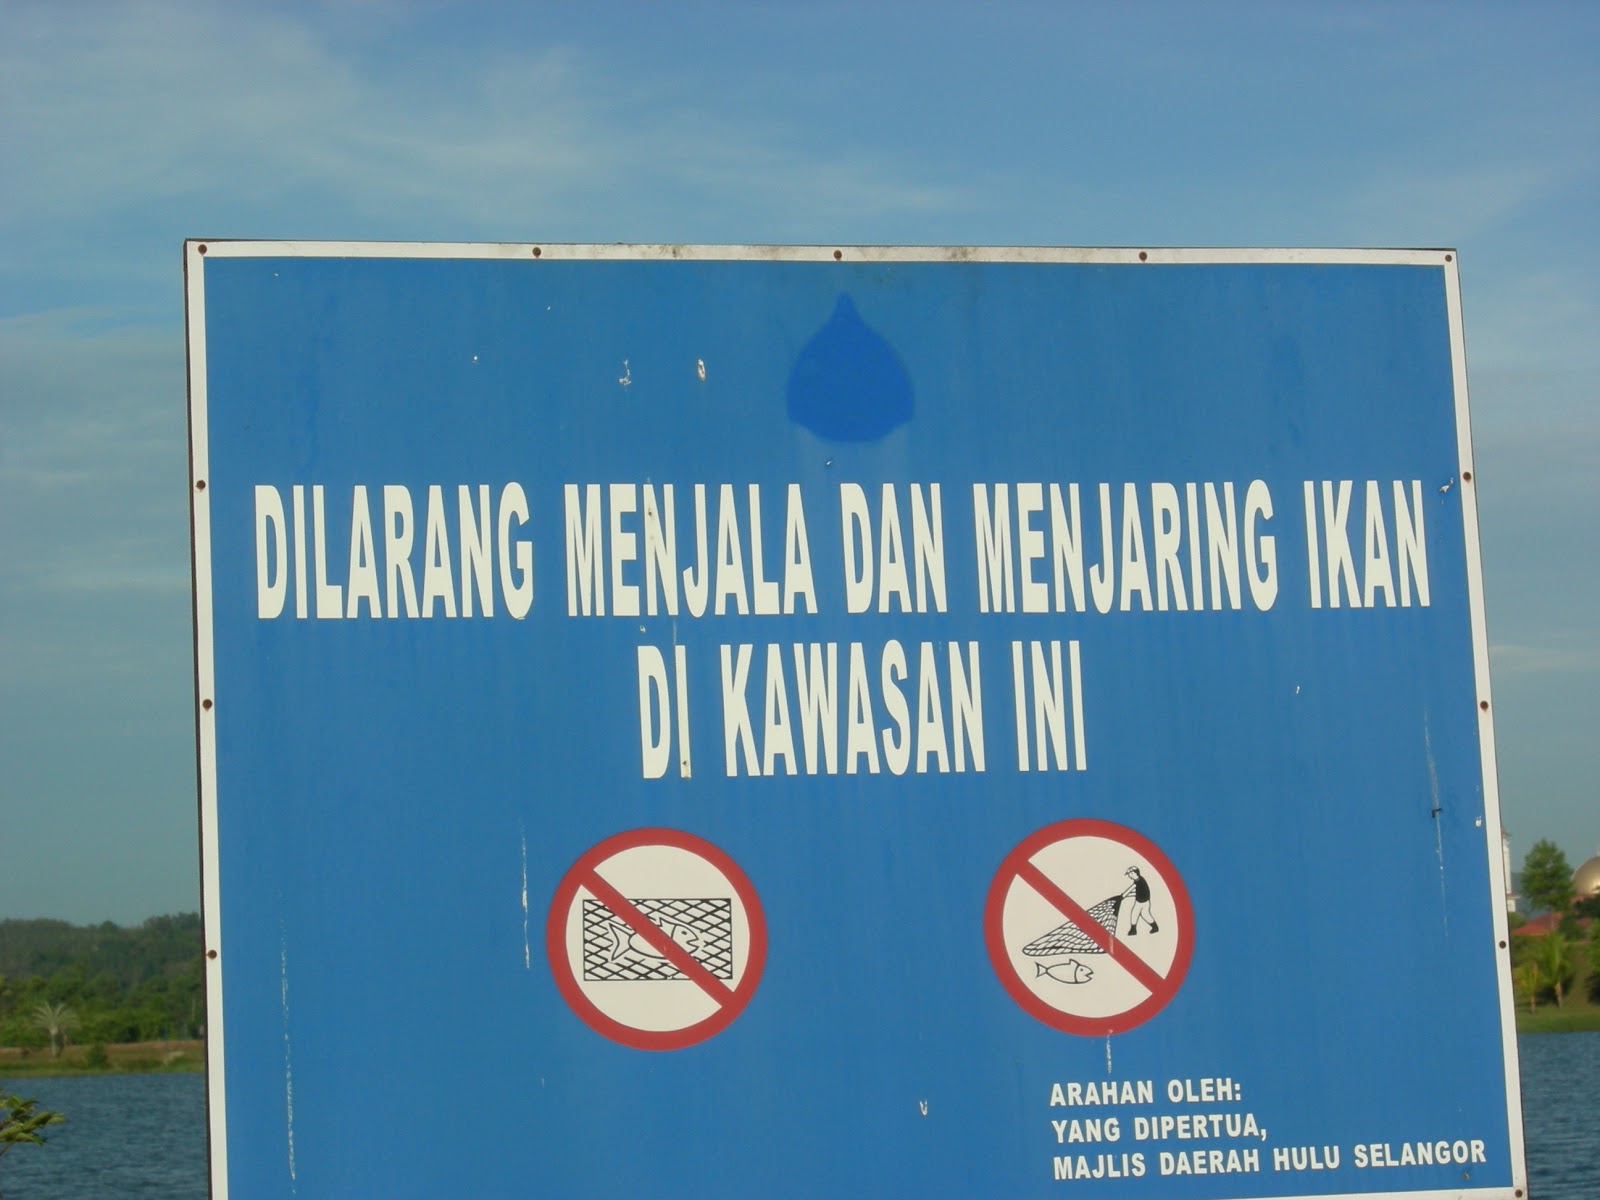 DILARANG MENJALA DAN MENJARING IKAN
DI KAWASAN INI
ARAHAN OLEH:
YANG DIPERTUA,
MAJLIS DAERAH HULU SELANGOR